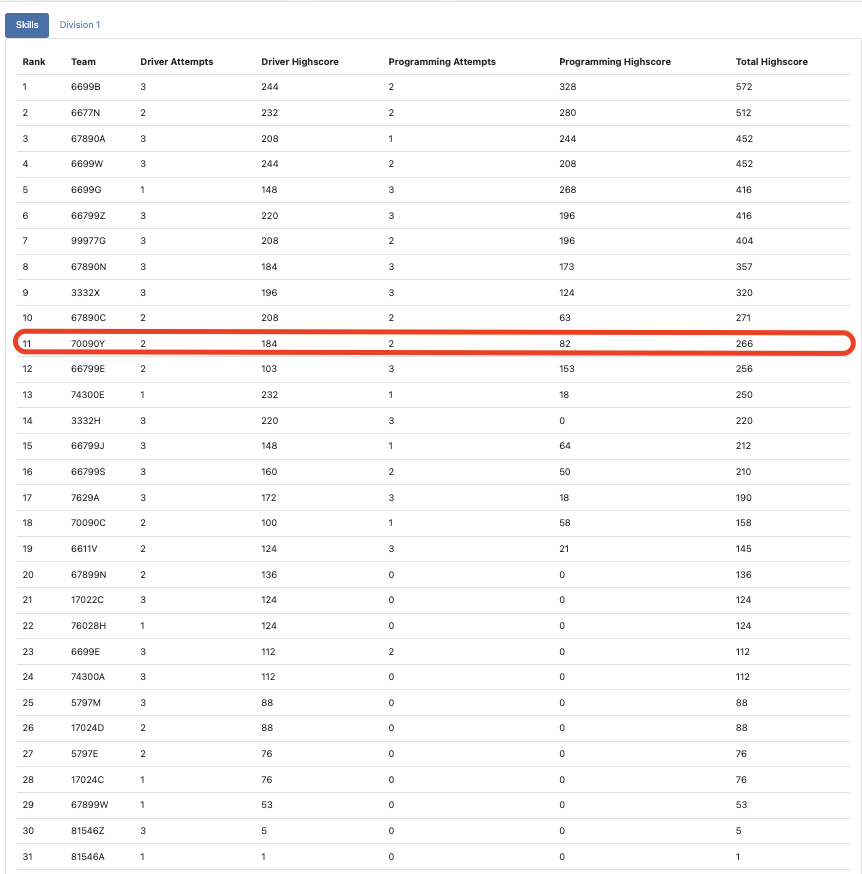 Skills Division 1
Rank Team Driver Attempts Driver Highscore Programming Attempts Programming Highscore Total Highscore
1 6699B 3 244 2 328 572
2 6677N 2 232 2 280 512
3 67890A 3 208 1 244 452
4 6699W 3 244 2 208 452
5 6699G 1 148 3 268 416
6 66799Z 3 220 3 196 416
7 99977G 3 208 2 196 404
8 67890N 3 184 3 173 357
9 3332X 3 196 3 124 320
10 67890C 2 208 2 63 271
11 70090Y 2 184 2 82 266
12 66799E 2 103 3 153 256
13 74300E 1 232 1 18 250
14 3332H 3 220 3 0 220
15 66799J 3 148 1 64 212
16 66799S 3 160 2 50 210
17 7629A 3 172 3 18 190
18 70090C 2 100 1 58 158
19 6611V 2 124 3 21 145
20 67899N 2 136 0 0 136
21 17022C 3 124 0 0 124
22 76028H 1 124 0 0 124
23 6699E 3 112 2 0 112
24 74300A 3 112 0 0 112
25 5797M 3 88 0 0 88
26 17024D 2 88 0 0 88
27 5797E 2 76 0 0 76
28 17024C 1 76 0 0 76
29 67899W 1 53 0 0 53
30 81546Z 3 5 0 0 5
31 81546A 1 1 0 0 1